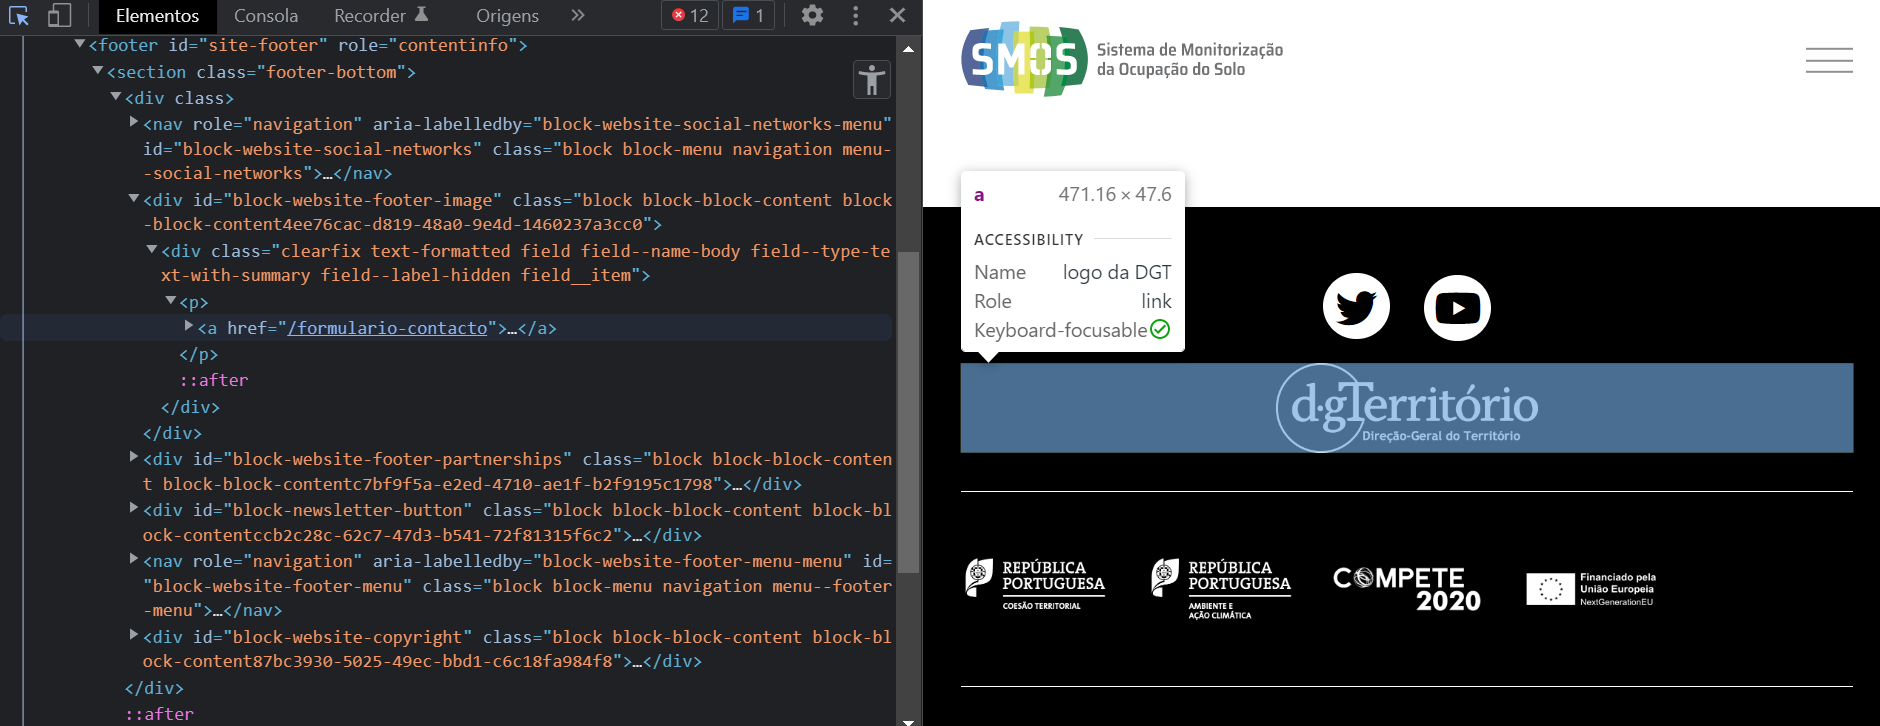 Elementos Consola Recorder Origens 12 1
<footer id="site-footer" role="contentinfo">
<section class="footer-bottom">
<div class>
<nav role="navigation" aria-labelledby="block-website-social-networks-menu"
id="block-website-social-networks" class="block block-menu navigation menu-
-social-networks">…</nav>
<div id="block-website-footer-image" class="block block-block-content block
-block-content4ee76cac-d819-48a0-9e4d-1460237a3cc0">
<div class="clearfix text-formatted field field--name-body field--type-te
xt-with-summary field--label-hidden field__item">
<p>
<a href="/formulario-contacto">…</a>
</p>
::after
</div>
</div>
<div id="block-website-footer-partnerships" class="block block-block-conten
t block-block-contentc7bf9f5a-e2ed-4710-ae1f-b2f9195c1798">…</div>
<div id="block-newsletter-button" class="block block-block-content block-bl
ock-contentccb2c28c-62c7-47d3-b541-72f81315f6c2">…</div>
<nav role="navigation" aria-labelledby="block-website-footer-menu-menu" id=
"block-website-footer-menu" class="block block-menu navigation menu--footer
-menu">…</nav>
<div id="block-website-copyright" class="block block-block-content block-bl
ock-content87bc3930-5025-49ec-bbd1-c6c18fa984f8">…</div>
</div>
::after
SMOS
Sistema de Monitorização
da Ocupação do Solo
a 471.16 × 47.6
ACCESSIBILITY
Name logo da DGT
Role link
Keyboard-focusable
d·gTerritório
Direção-Geral do Território
REPÚBLICA
PORTUGUESA
COESÃO TERRITORIAL
REPÚBLICA
PORTUGUESA
AMBIENTE E
AÇÃO CLIMÁTICA
COMPETE
2020
Financiado pela
União Europeia
NextGenerationEU